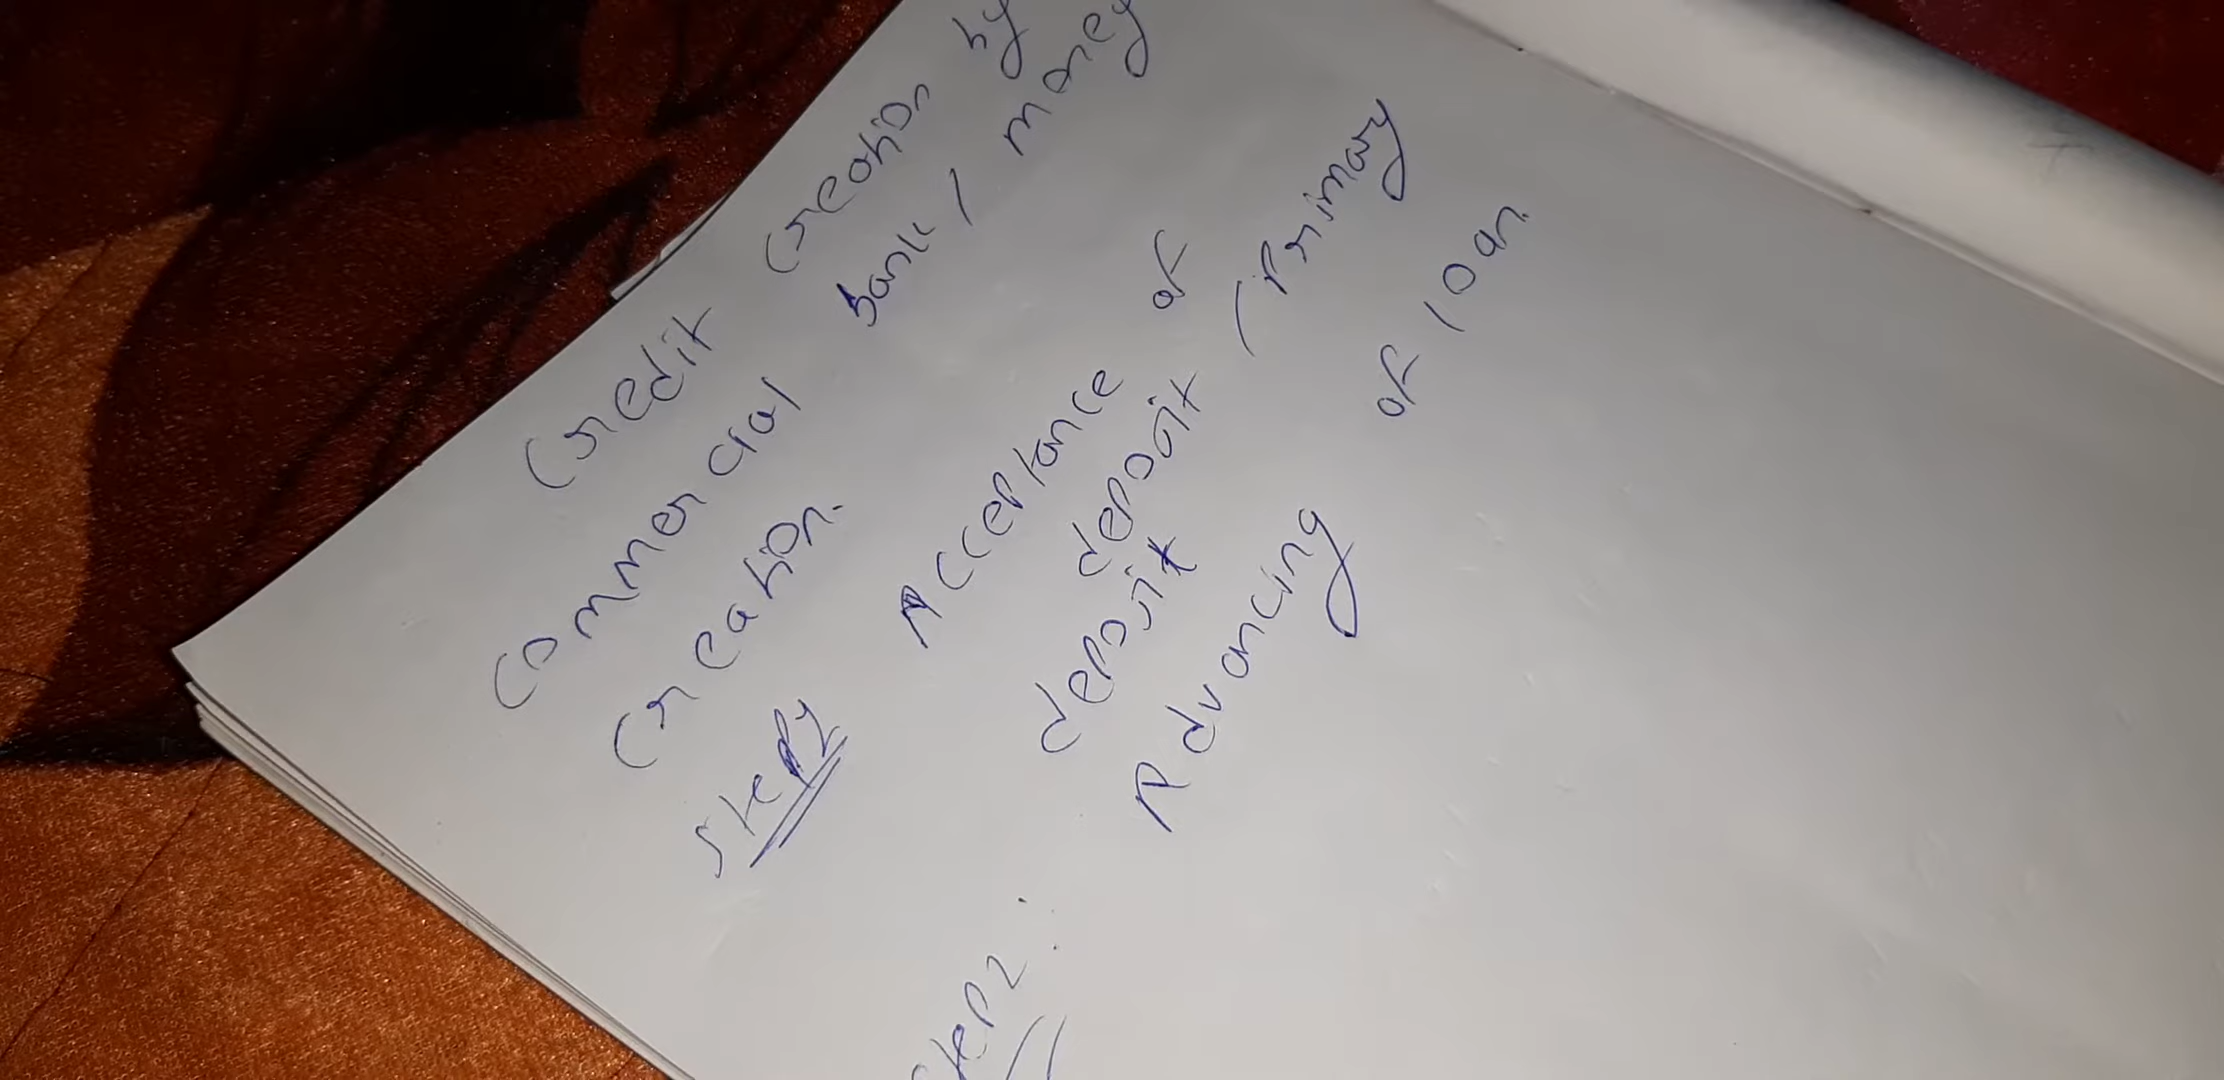 Credit Creation by
commercial bank / money
Creation.
Step1 Acceptance of
deposit (Primary
deposit
Step2: Advancing of loan